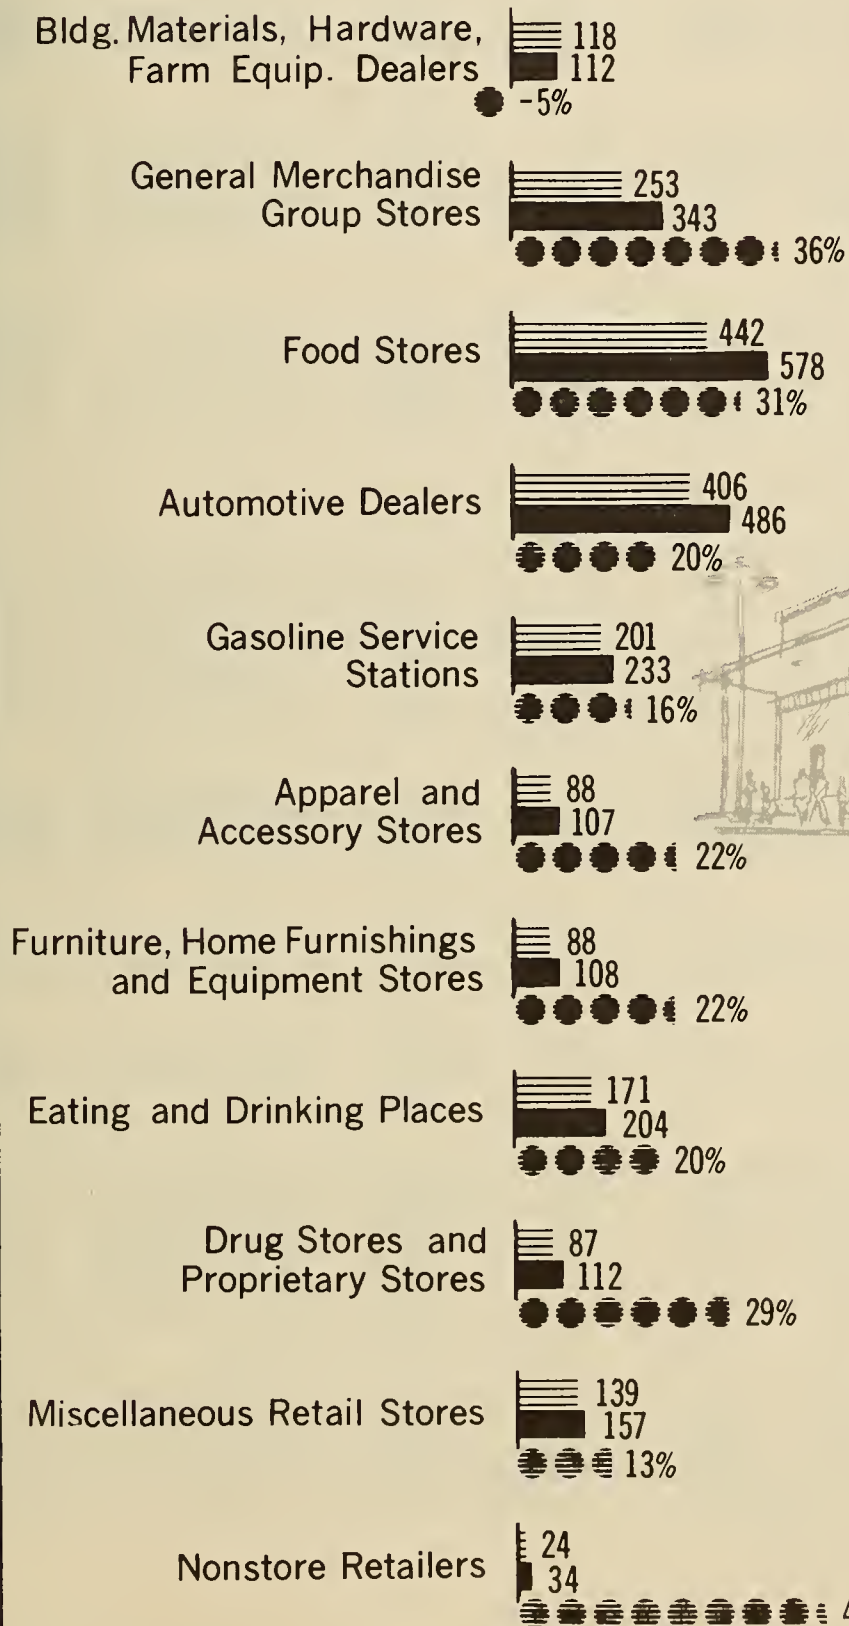 Bldg. Materials, Hardware,
Farm Equip. Dealers
118
112
-5%
General Merchandise
Group Stores
253
343
36%
Food Stores
442
578
31%
Automotive Dealers
406
486
20%
Gasoline Service
Stations
201
233
16%
Apparel and
Accessory Stores
88
107
22%
Furniture, Home Furnishings
and Equipment Stores
88
108
22%
Eating and Drinking Places
171
204
20%
Drug Stores and
Proprietary Stores
87
112
29%
Miscellaneous Retail Stores
139
157
13%
Nonstore Retailers
24
34